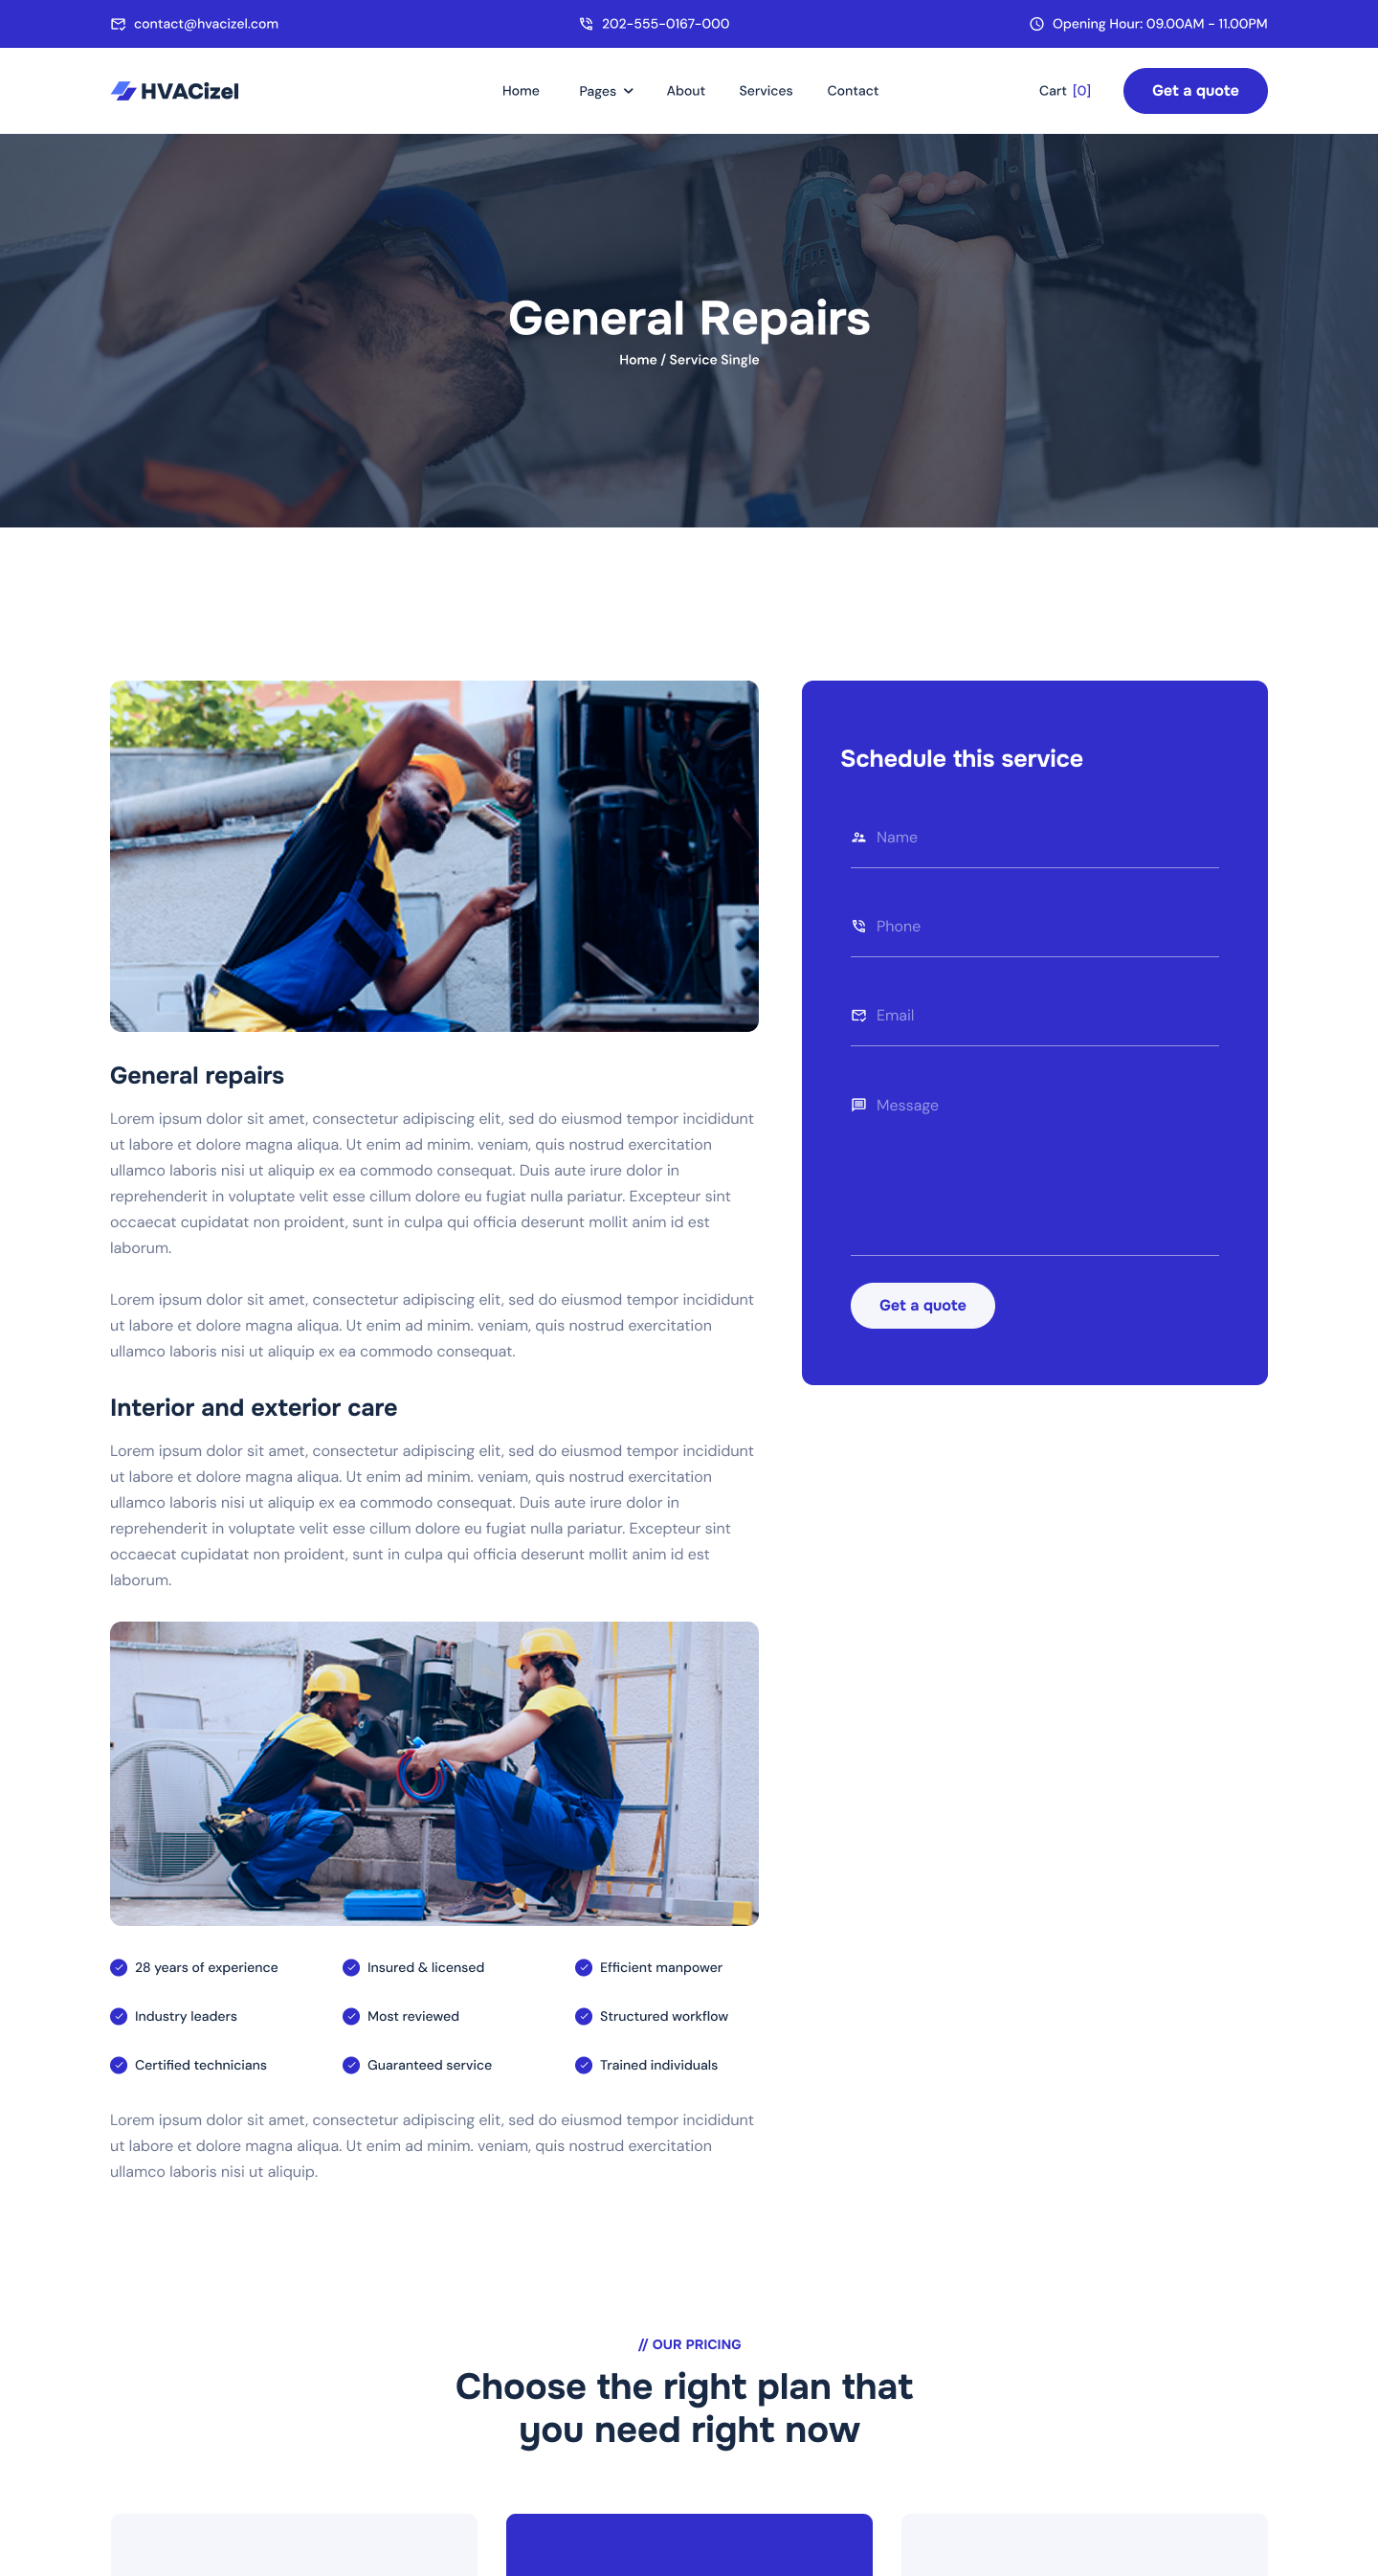 contact@hvacizel.com
202-555-0167-000
Opening Hour: 09.00AM - 11.00PM
HVACizel
Home
Pages
About
Services
Contact
Cart [0]
Get a quote
General Repairs
Home / Service Single
General repairs
Lorem ipsum dolor sit amet, consectetur adipiscing elit, sed do eiusmod tempor incididunt
ut labore et dolore magna aliqua. Ut enim ad minim. veniam, quis nostrud exercitation
ullamco laboris nisi ut aliquip ex ea commodo consequat. Duis aute irure dolor in
reprehenderit in voluptate velit esse cillum dolore eu fugiat nulla pariatur. Excepteur sint
occaecat cupidatat non proident, sunt in culpa qui officia deserunt mollit anim id est
laborum.
Lorem ipsum dolor sit amet, consectetur adipiscing elit, sed do eiusmod tempor incididunt
ut labore et dolore magna aliqua. Ut enim ad minim. veniam, quis nostrud exercitation
ullamco laboris nisi ut aliquip ex ea commodo consequat.
Interior and exterior care
Lorem ipsum dolor sit amet, consectetur adipiscing elit, sed do eiusmod tempor incididunt
ut labore et dolore magna aliqua. Ut enim ad minim. veniam, quis nostrud exercitation
ullamco laboris nisi ut aliquip ex ea commodo consequat. Duis aute irure dolor in
reprehenderit in voluptate velit esse cillum dolore eu fugiat nulla pariatur. Excepteur sint
occaecat cupidatat non proident, sunt in culpa qui officia deserunt mollit anim id est
laborum.
28 years of experience
Insured & licensed
Efficient manpower
Industry leaders
Most reviewed
Structured workflow
Certified technicians
Guaranteed service
Trained individuals
Lorem ipsum dolor sit amet, consectetur adipiscing elit, sed do eiusmod tempor incididunt
ut labore et dolore magna aliqua. Ut enim ad minim. veniam, quis nostrud exercitation
ullamco laboris nisi ut aliquip.
Schedule this service
Name
Phone
Email
Message
Get a quote
// OUR PRICING
Choose the right plan that
you need right now